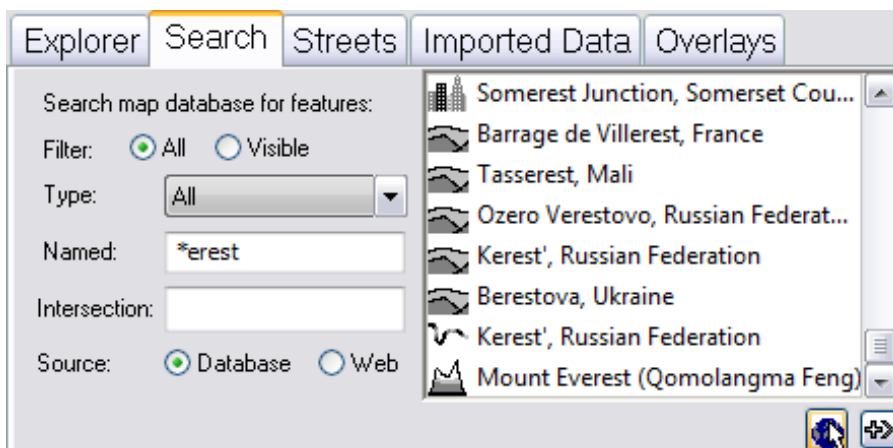 Explorer Search Streets Imported Data Overlays
Search map database for features:
Filter: All Visible
Type: All
Named: *erest
Intersection:
Source: Database Web
Somerest Junction, Somerset Cou...
Barrage de Villerest, France
Tasserest, Mali
Ozero Verestovo, Russian Federat...
Kerest', Russian Federation
Berestova, Ukraine
Kerest', Russian Federation
Mount Everest (Qomolangma Feng)